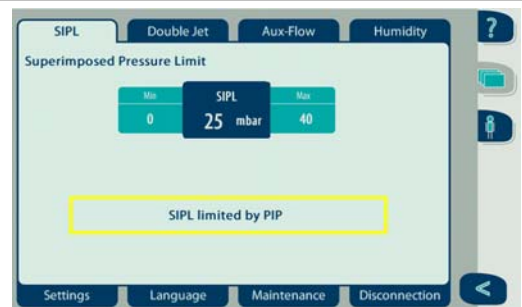 SIPL Double Jet Aux-Flow Humidity ?
Superimposed Pressure Limit
Min SIPL Max
0 25 mbar 40
SIPL limited by PIP
Settings Language Maintenance Disconnection <